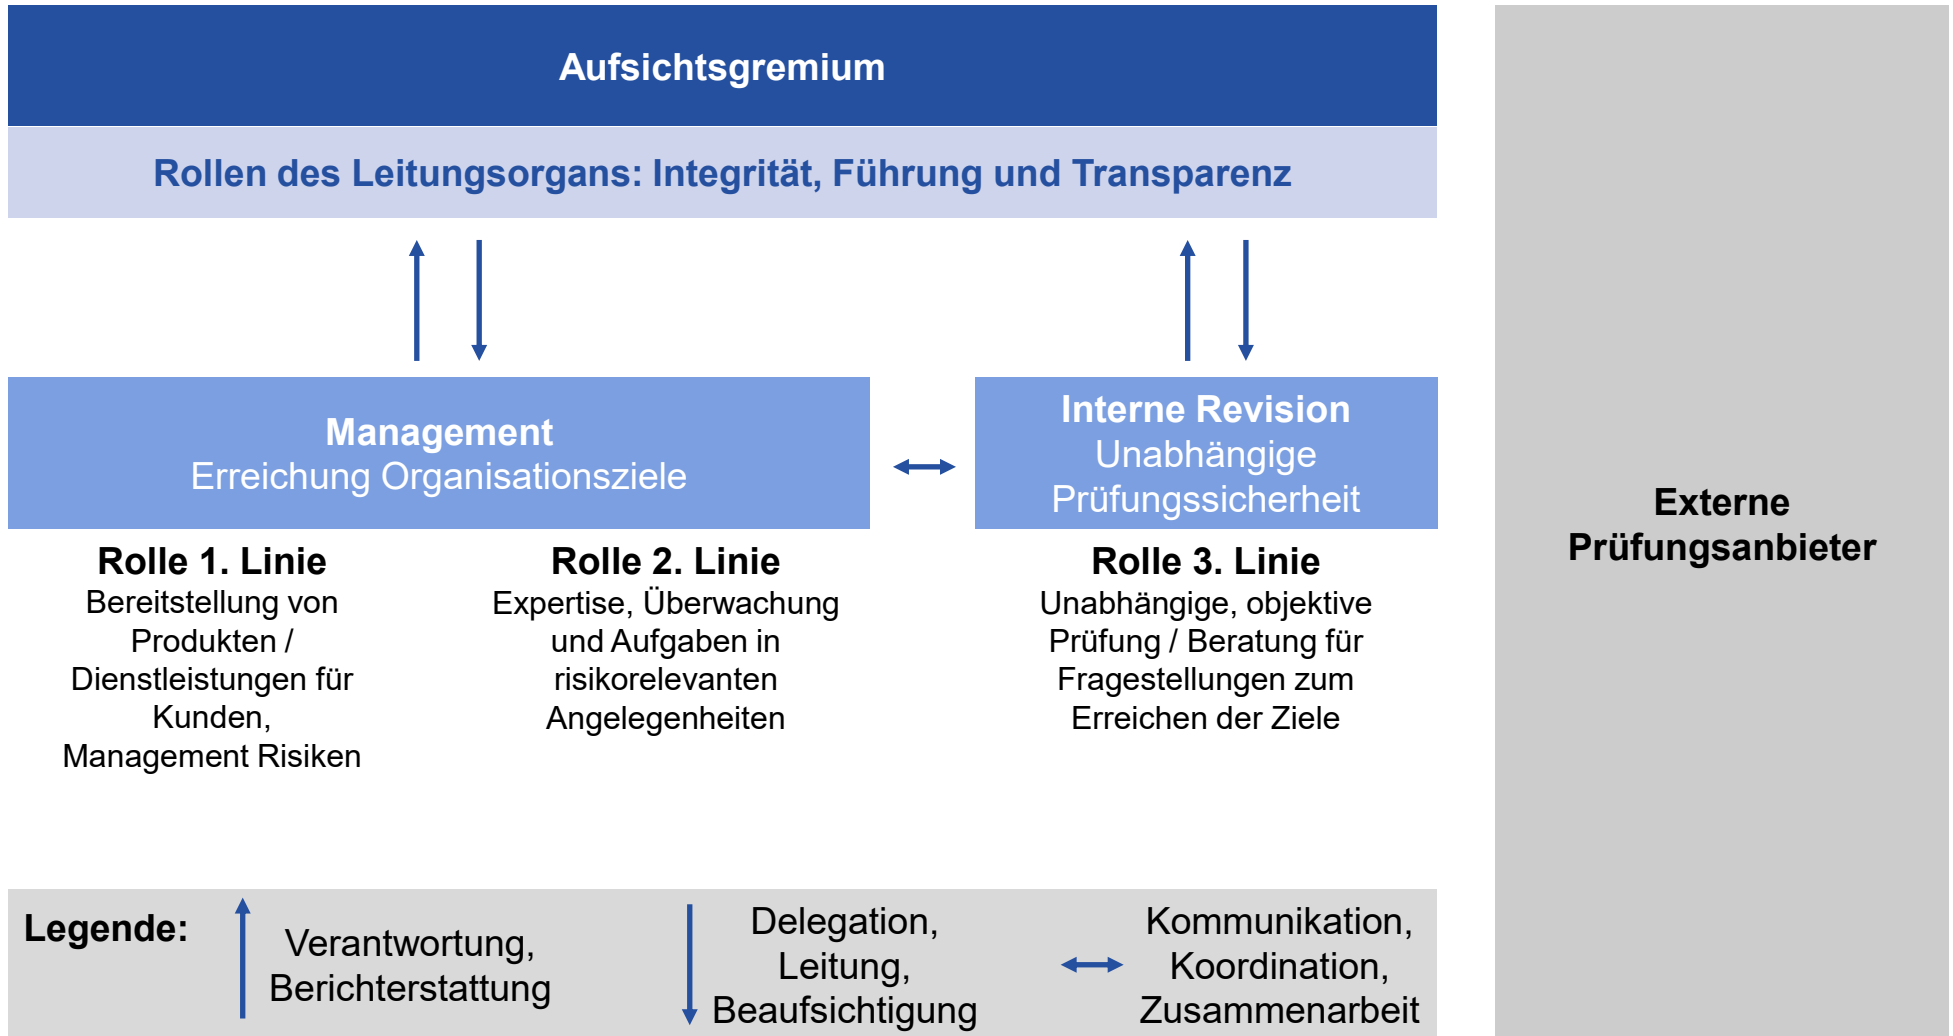 Aufsichtsgremium
Rollen des Leitungsorgans: Integrität, Führung und Transparenz
Management
Erreichung Organisationsziele
Interne Revision
Unabhängige
Prüfungssicherheit
Rolle 1. Linie
Bereitstellung von
Produkten /
Dienstleistungen für
Kunden,
Management Risiken
Rolle 2. Linie
Expertise, Überwachung
und Aufgaben in
risikorelevanten
Angelegenheiten
Rolle 3. Linie
Unabhängige, objektive
Prüfung / Beratung für
Fragestellungen zum
Erreichen der Ziele
Externe
Prüfungsanbieter
Legende:
Verantwortung,
Berichterstattung
Delegation,
Leitung,
Beaufsichtigung
Kommunikation,
Koordination,
Zusammenarbeit